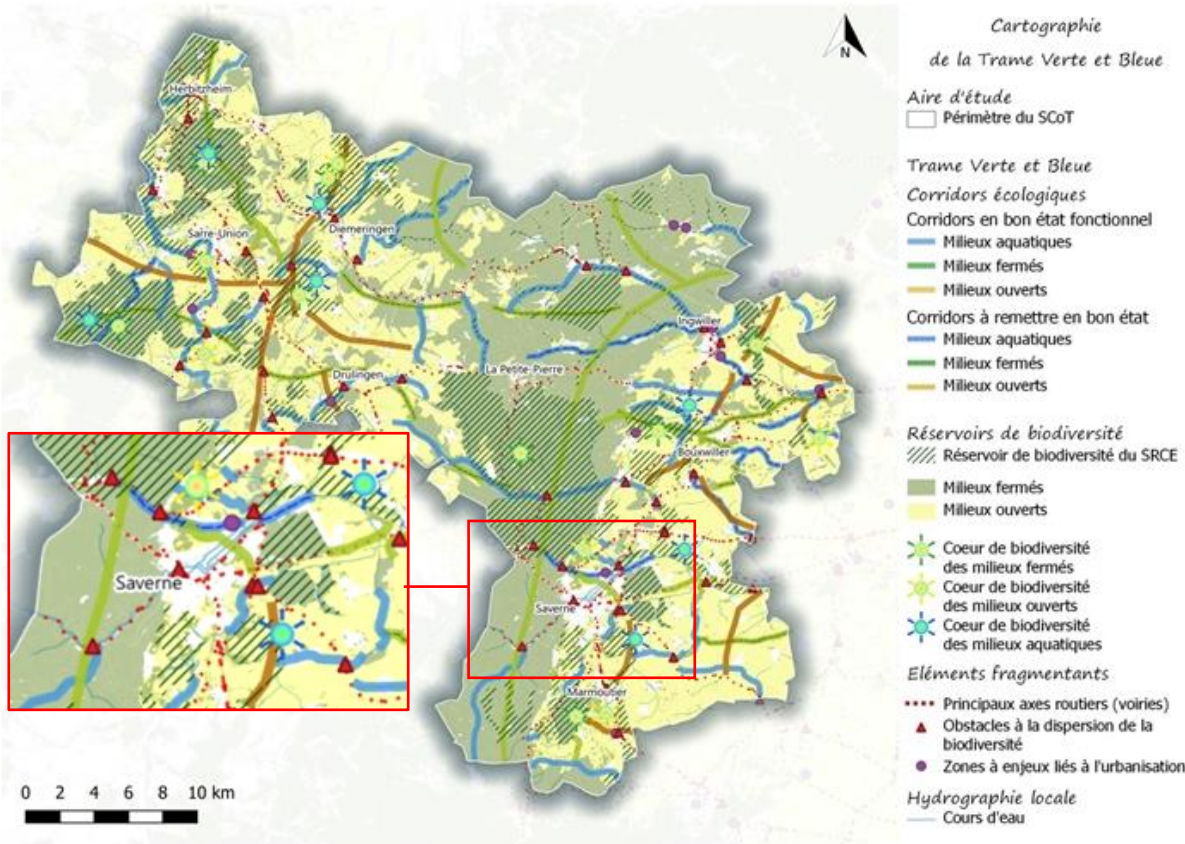 Cartographie
de la Trame Verte et Bleue
Aire d'étude
Périmètre du SCoT
Trame Verte et Bleue
Corridors écologiques
Corridors en bon état fonctionnel
Milieux aquatiques
Milieux fermés
Milieux ouverts
Corridors à remettre en bon état
Milieux aquatiques
Milieux fermés
Milieux ouverts
Réservoirs de biodiversité
Réservoir de biodiversité du SRCE
Milieux fermés
Milieux ouverts
Coeur de biodiversité
des milieux fermés
Coeur de biodiversité
des milieux ouverts
Coeur de biodiversité
des milieux aquatiques
Eléments fragmentants
Principaux axes routiers (voiries)
Obstacles à la dispersion de la
biodiversité
Zones à enjeux liés à l'urbanisation
Hydrographie locale
Cours d'eau
N
Herbitzheim
Sarre-Union
Diemeringen
Ingwiller
La Petite-Pierre
Drulingen
Bouxwiller
Saverne
Saverne
Marmoutier
0 2 4 6 8 10 km